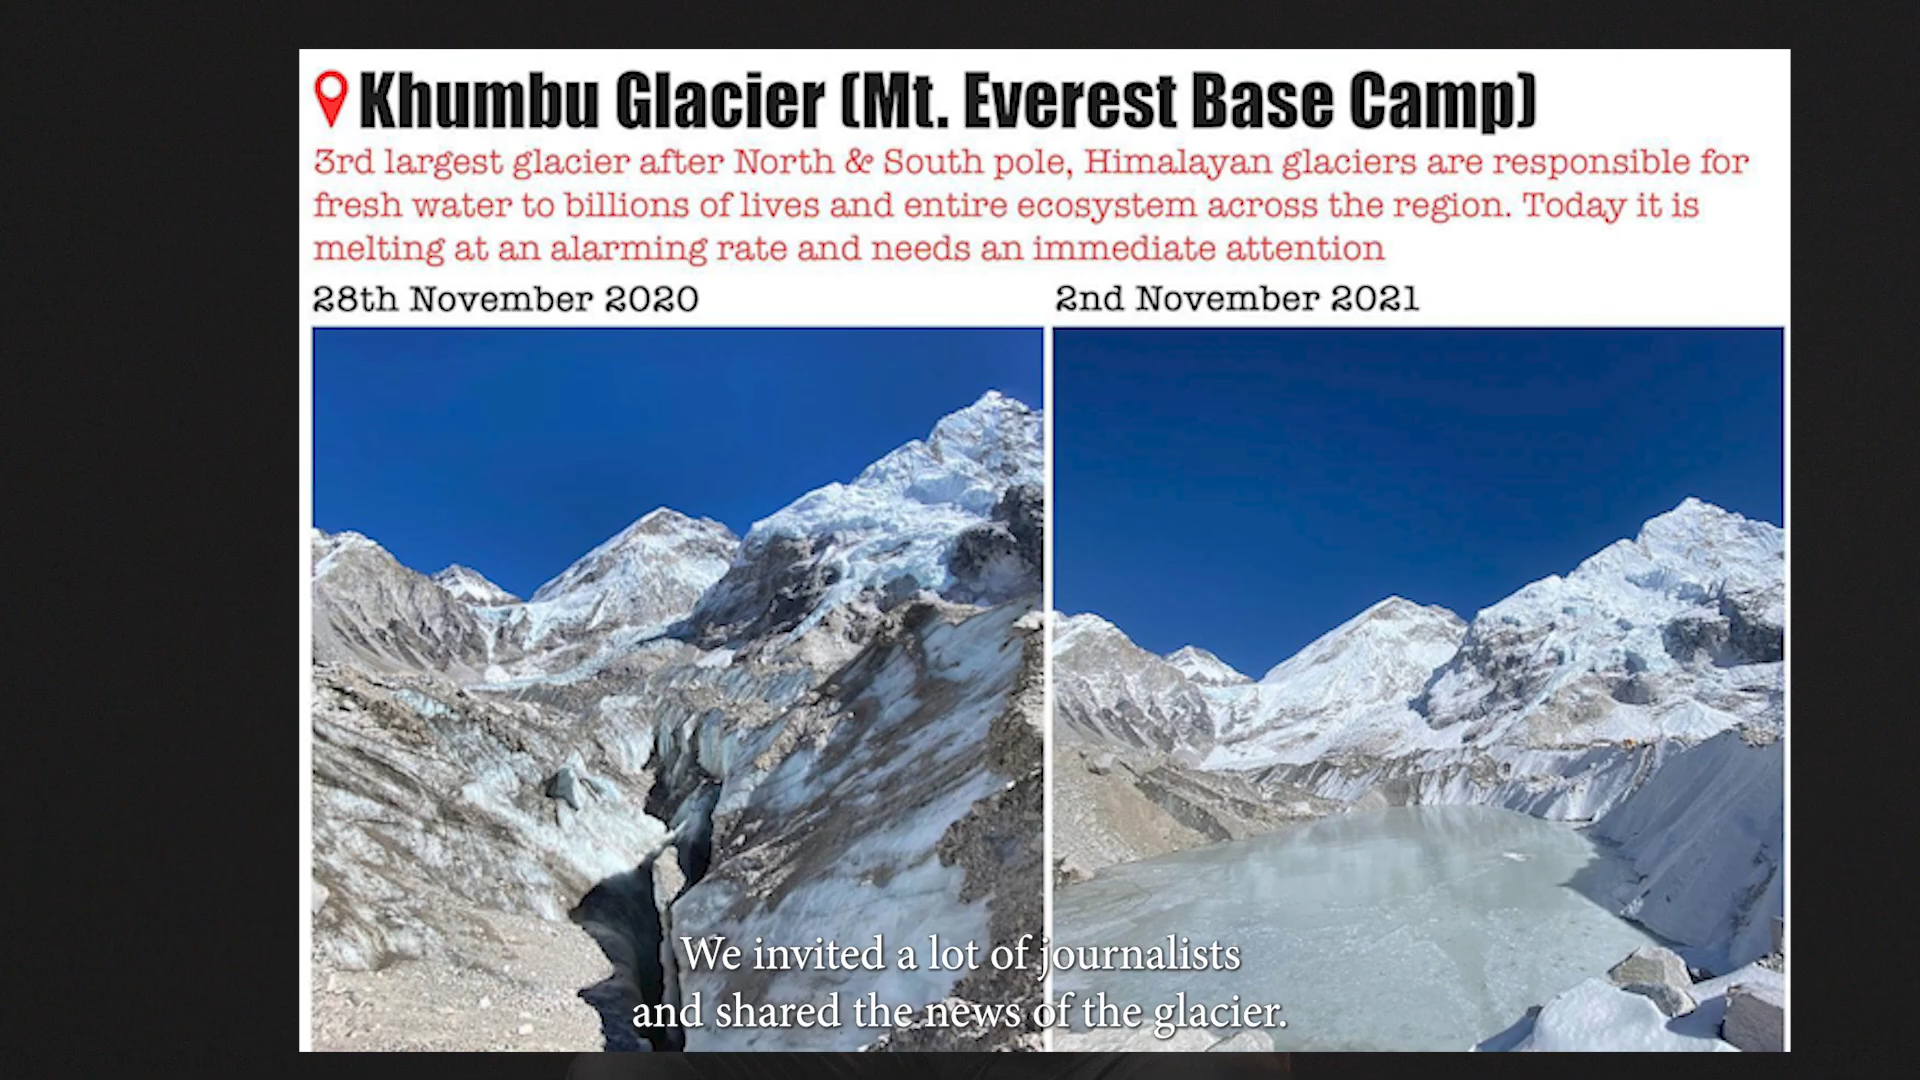 Khumbu Glacier (Mt. Everest Base Camp)
3rd largest glacier after North & South pole, Himalayan glaciers are responsible for
fresh water to billions of lives and entire ecosystem across the region. Today it is
melting at an alarming rate and needs an immediate attention
28th November 2020
2nd November 2021
We invited a lot of journalists
and shared the news of the glacier.